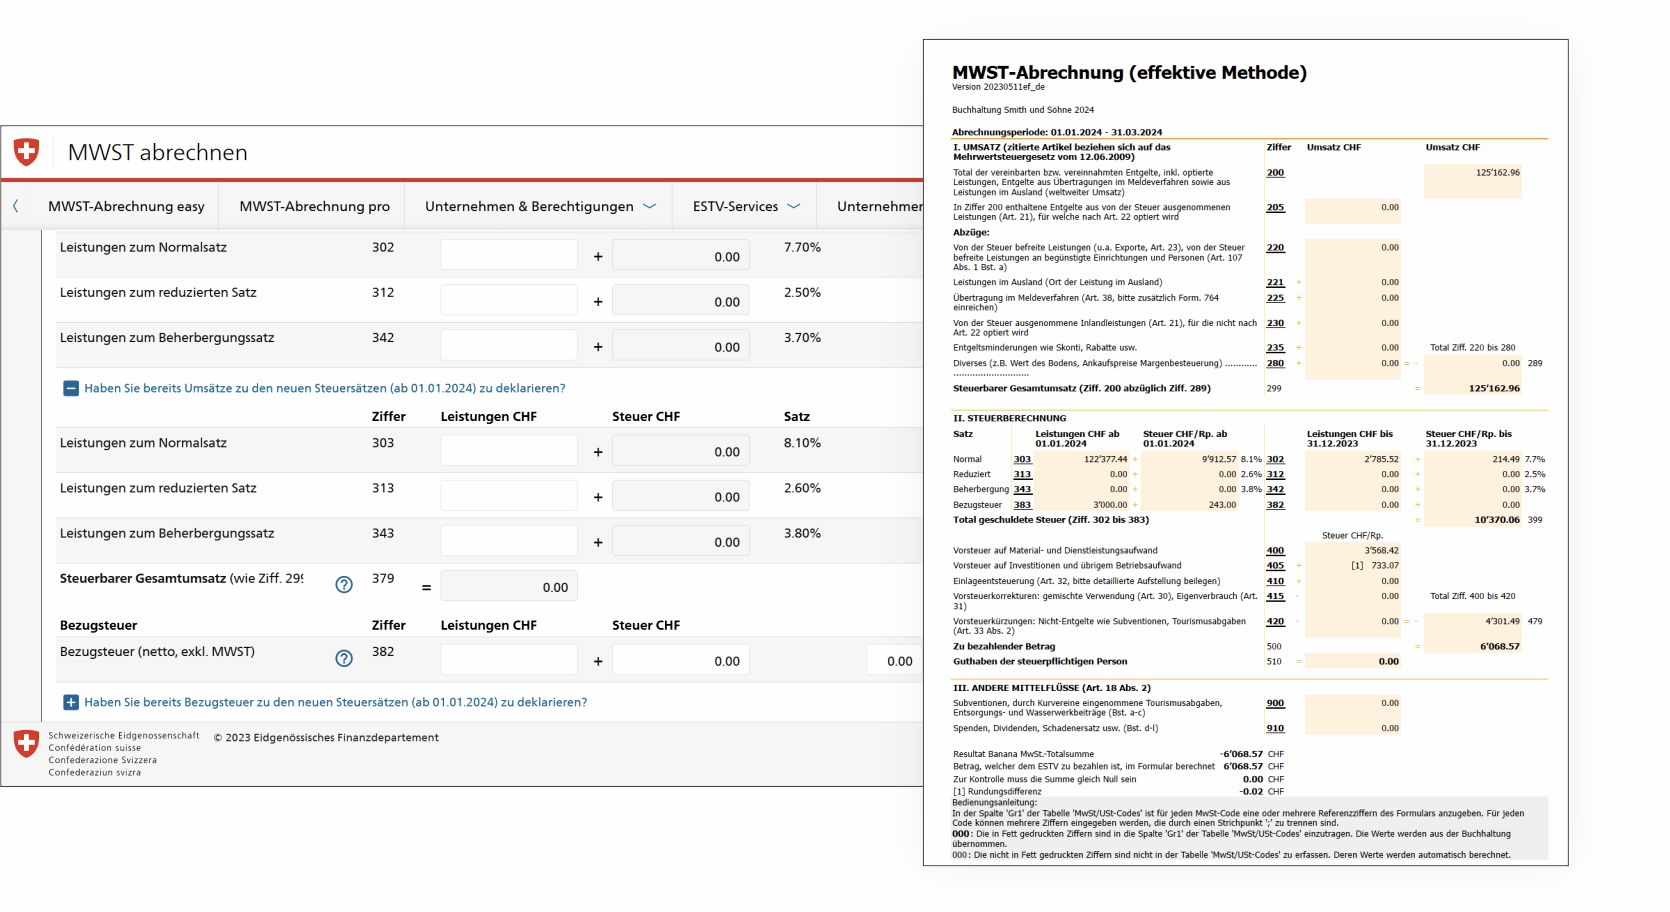 MWST abrechnen
MWST-Abrechnung easy MWST-Abrechnung pro Unternehmen & Berechtigungen ESTV-Services Unternehmer
Leistungen zum Normalsatz 302 + 0.00 7.70%
Leistungen zum reduzierten Satz 312 + 0.00 2.50%
Leistungen zum Beherbergungssatz 342 + 0.00 3.70%
Haben Sie bereits Umsätze zu den neuen Steuersätzen (ab 01.01.2024) zu deklarieren?
Ziffer Leistungen CHF Steuer CHF Satz
Leistungen zum Normalsatz 303 + 0.00 8.10%
Leistungen zum reduzierten Satz 313 + 0.00 2.60%
Leistungen zum Beherbergungssatz 343 + 0.00 3.80%
Steuerbarer Gesamtumsatz (wie Ziff. 299 ? 379 = 0.00
Bezugsteuer Ziffer Leistungen CHF Steuer CHF
Bezugsteuer (netto, exkl. MWST) ? 382 + 0.00 0.00
Haben Sie bereits Bezugsteuer zu den neuen Steuersätzen (ab 01.01.2024) zu deklarieren?
Schweizerische Eidgenossenschaft © 2023 Eidgenössisches Finanzdepartement
Confédération suisse
Confederazione Svizzera
Confederaziun svizra
MWST-Abrechnung (effektive Methode)
Version 20230511ef_de
Buchhaltung Smith und Söhne 2024
Abrechnungsperiode: 01.01.2024 - 31.03.2024
I. UMSATZ (zitierte Artikel beziehen sich auf das Ziffer Umsatz CHF Umsatz CHF
Mehrwertsteuergesetz vom 12.06.2009)
Total der vereinbarten bzw. vereinnahmten Entgelte, inkl. optierte 200 125'162.96
Leistungen, Entgelte aus Übertragungen im Meldeverfahren sowie aus
Leistungen im Ausland (weltweiter Umsatz)
In Ziffer 200 enthaltene Entgelte aus von der Steuer ausgenommenen 205 0.00
Leistungen (Art. 21), für welche nach Art. 22 optiert wird
Abzüge:
Von der Steuer befreite Leistungen (u.a. Exporte, Art. 23), von der Steuer 220 0.00
befreite Leistungen an begünstigte Einrichtungen und Personen (Art. 107
Abs. 1 Bst. a)
Leistungen im Ausland (Ort der Leistung im Ausland) 221 + 0.00
Übertragung im Meldeverfahren (Art. 38, bitte zusätzlich Form. 764 225 + 0.00
einreichen)
Von der Steuer ausgenommene Inlandleistungen (Art. 21), für die nicht nach 230 + 0.00
Art. 22 optiert wird
Entgeltsminderungen wie Skonti, Rabatte usw. 235 + 0.00 Total Ziff. 220 bis 280
Diverses (z.B. Wert des Bodens, Ankaufspreise Margenbesteuerung) ............ 280 + 0.00 = - 0.00 289
............................
Steuerbarer Gesamtumsatz (Ziff. 200 abzüglich Ziff. 289) 299 = 125'162.96
II. STEUERBERECHNUNG
Satz Leistungen CHF ab Steuer CHF/Rp. ab Leistungen CHF bis Steuer CHF/Rp. bis
01.01.2024 01.01.2024 31.12.2023 31.12.2023
Normal 303 122'377.44 + 9'912.57 8.1% 302 2'785.52 + 214.49 7.7%
Reduziert 313 0.00 + 0.00 2.6% 312 0.00 + 0.00 2.5%
Beherbergung 343 0.00 + 0.00 3.8% 342 0.00 + 0.00 3.7%
Bezugsteuer 383 3'000.00 + 243.00 382 0.00 + 0.00
Total geschuldete Steuer (Ziff. 302 bis 383) = 10'370.06 399
Steuer CHF/Rp.
Vorsteuer auf Material- und Dienstleistungsaufwand 400 3'568.42
Vorsteuer auf Investitionen und übrigem Betriebsaufwand 405 + [1] 733.07
Einlageentsteuerung (Art. 32, bitte detaillierte Aufstellung beilegen) 410 + 0.00
Vorsteuerkorrekturen: gemischte Verwendung (Art. 30), Eigenverbrauch (Art. 415 - 0.00 Total Ziff. 400 bis 420
31)
Vorsteuerkürzungen: Nicht-Entgelte wie Subventionen, Tourismusabgaben 420 - 0.00 = - 4'301.49 479
(Art. 33 Abs. 2)
Zu bezahlender Betrag 500 = 6'068.57
Guthaben der steuerpflichtigen Person 510 = 0.00
III. ANDERE MITTELFLÜSSE (Art. 18 Abs. 2)
Subventionen, durch Kurvereine eingenommene Tourismusabgaben, 900 0.00
Entsorgungs- und Wasserwerkbeiträge (Bst. a-c)
Spenden, Dividenden, Schadenersatz usw. (Bst. d-l) 910 0.00
Resultat Banana MwSt.-Totalsumme -6'068.57 CHF
Betrag, welcher dem ESTV zu bezahlen ist, im Formular berechnet 6'068.57 CHF
Zur Kontrolle muss die Summe gleich Null sein 0.00 CHF
[1] Rundungsdifferenz -0.02 CHF
Bedienungsanleitung:
In der Spalte 'Gr1' der Tabelle 'MwSt/USt-Codes' ist für jeden MwSt-Code eine oder mehrere Referenzziffern des Formulars anzugeben. Für jeden
Code können mehrere Ziffern eingegeben werden, die durch einen Strichpunkt ';' zu trennen sind.
000: Die in Fett gedruckten Ziffern sind in die Spalte 'Gr1' der Tabelle 'MwSt/USt-Codes' einzutragen. Die Werte werden aus der Buchhaltung
übernommen.
000: Die nicht in Fett gedruckten Ziffern sind nicht in der Tabelle 'MwSt/USt-Codes' zu erfassen. Deren Werte werden automatisch berechnet.